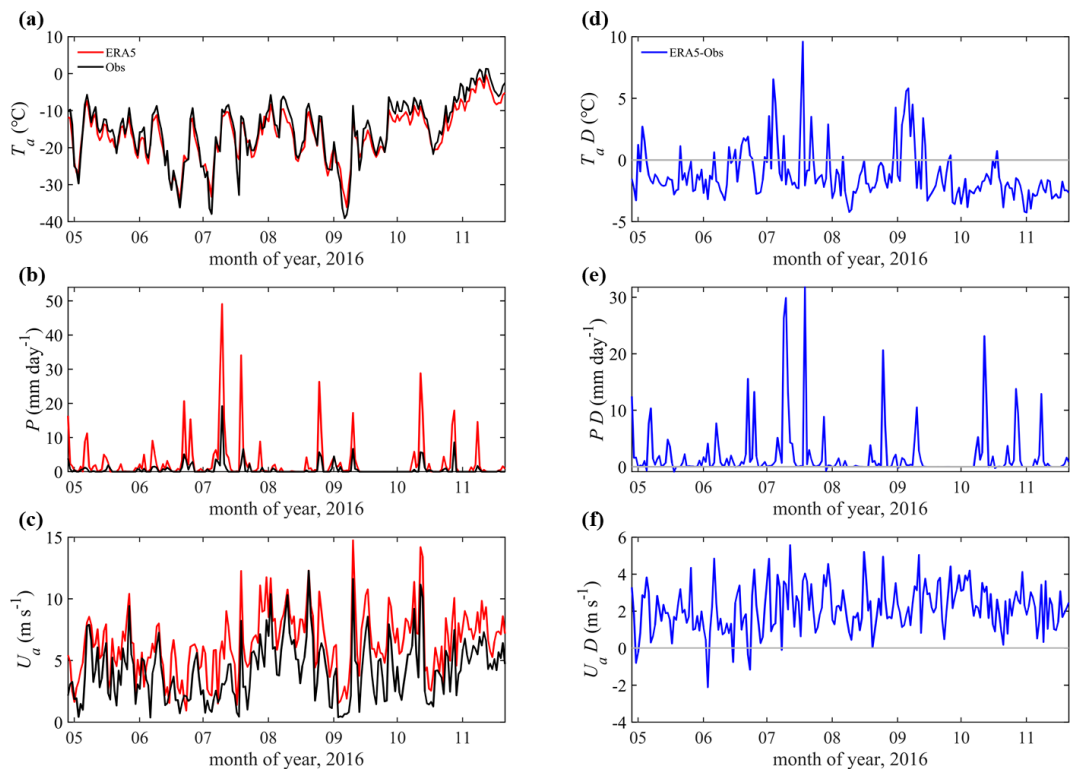 (a)
10
0
-10
-20
-30
-40
Ta (°C)
ERA5
Obs
05 06 07 08 09 10 11
month of year, 2016
(d)
10
5
0
-5
Ta D (°C)
ERA5-Obs
05 06 07 08 09 10 11
month of year, 2016
(b)
50
40
30
20
10
0
P (mm day-1)
05 06 07 08 09 10 11
month of year, 2016
(e)
30
20
10
0
P D (mm day-1)
05 06 07 08 09 10 11
month of year, 2016
(c)
15
10
5
0
Ua (m s-1)
05 06 07 08 09 10 11
month of year, 2016
(f)
6
4
2
0
-2
-4
Ua D (m s-1)
05 06 07 08 09 10 11
month of year, 2016